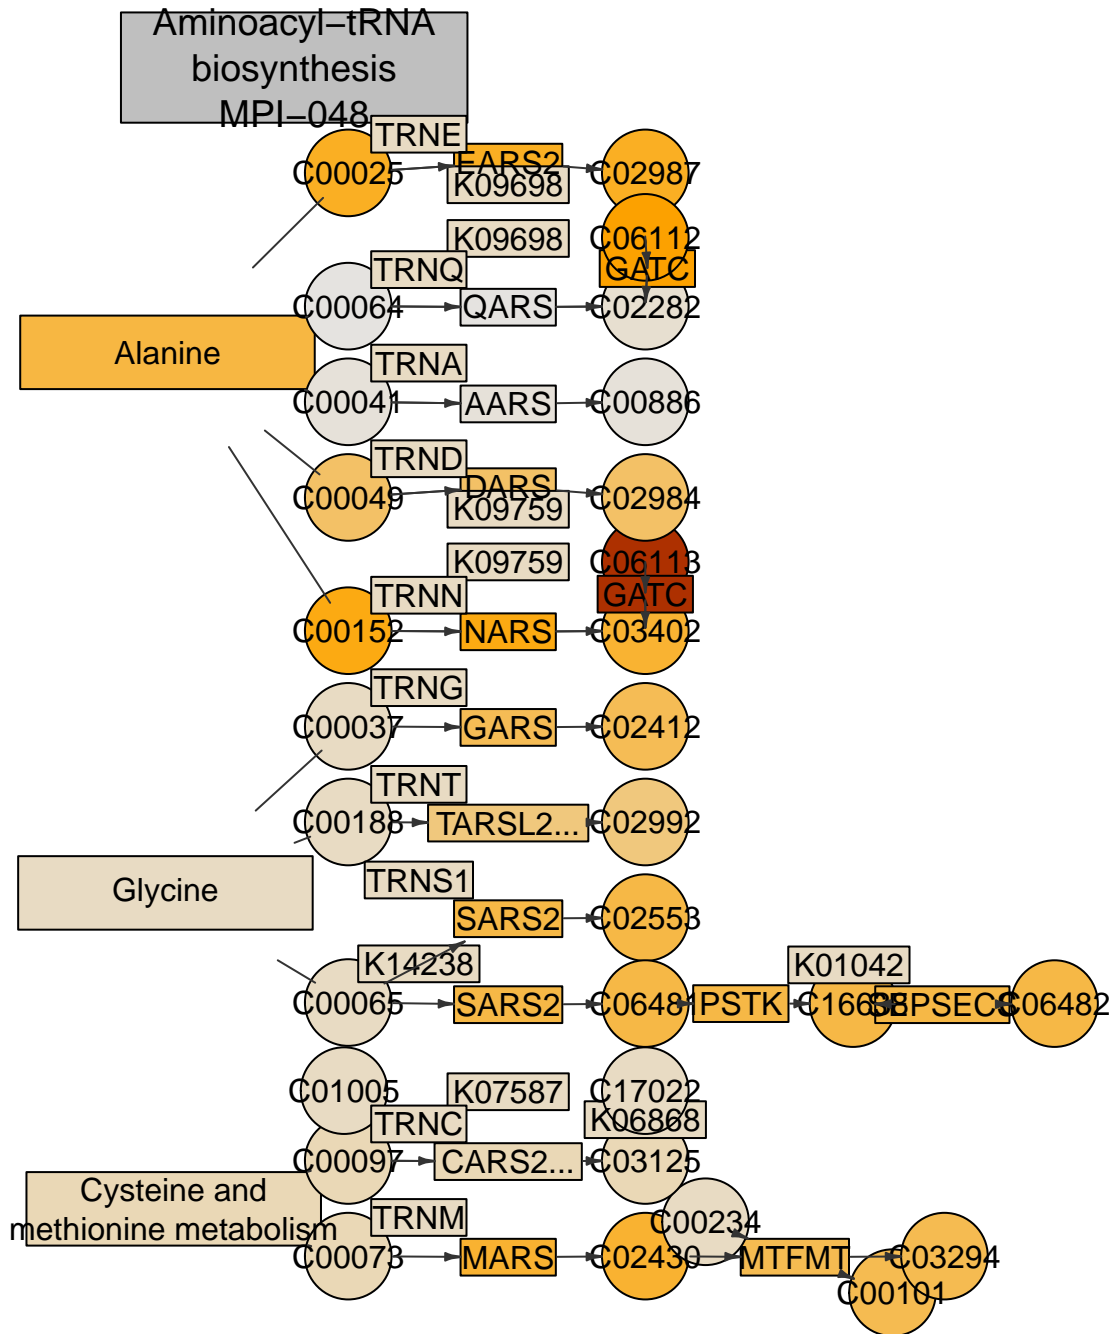 Aminoacyl−tRNA
biosynthesis
MPI−048
TRNE
C00025
EARS2
C02987
K09698
K09698
C06112
TRNQ
GATC
C00064
QARS
C02282
Alanine
TRNA
C00041
AARS
C00886
TRND
C00049
DARS
C02984
K09759
K09759
C06113
TRNN
GATC
C00152
NARS
C03402
TRNG
C00037
GARS
C02412
TRNT
C00188
TARSL2...
C02992
Glycine
TRNS1
SARS2
C02553
K14238
K01042
C00065
SARS2
C06481
PSTK
C16638
SEPSECS
C06482
C01005
K07587
C17022
TRNC
K06868
C00097
CARS2...
C03125
Cysteine and
methionine metabolism
TRNM
C00234
C00073
MARS
C02430
MTFMT
C03294
C00101